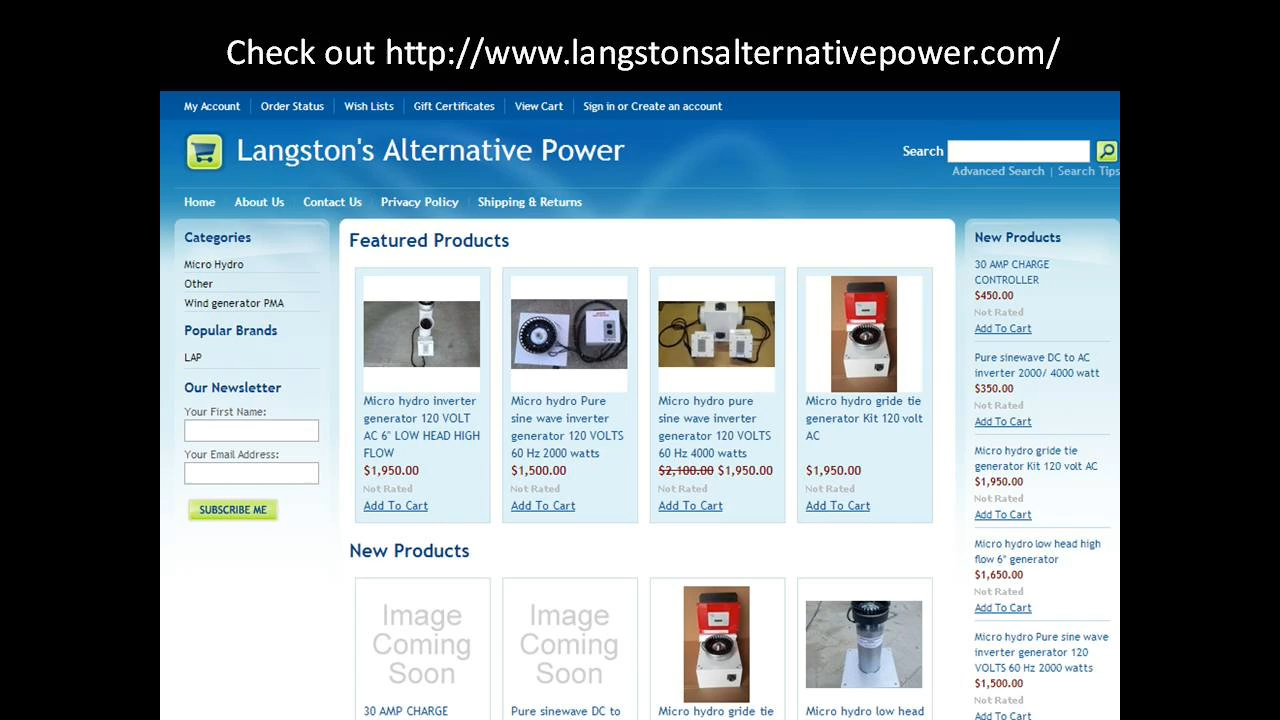 Check out http://www.langstonsalternativepower.com/
My Account Order Status Wish Lists Gift Certificates View Cart Sign in or Create an account
Langston's Alternative Power
Search
Advanced Search | Search Tips
Home About Us Contact Us Privacy Policy Shipping & Returns
Categories
Micro Hydro
Other
Wind generator PMA
Popular Brands
LAP
Our Newsletter
Your First Name:
Your Email Address:
SUBSCRIBE ME
Featured Products
Micro hydro inverter
generator 120 VOLT
AC 6" LOW HEAD HIGH
FLOW
$1,950.00
Not Rated
Add To Cart
Micro hydro Pure
sine wave inverter
generator 120 VOLTS
60 Hz 2000 watts
$1,500.00
Not Rated
Add To Cart
Micro hydro pure
sine wave inverter
generator 120 VOLTS
60 Hz 4000 watts
$2,100.00 $1,950.00
Not Rated
Add To Cart
Micro hydro gride tie
generator Kit 120 volt
AC
$1,950.00
Not Rated
Add To Cart
New Products
Image
Coming
Soon
30 AMP CHARGE
Image
Coming
Soon
Pure sinewave DC to
Micro hydro gride tie
Micro hydro low head
New Products
30 AMP CHARGE
CONTROLLER
$450.00
Not Rated
Add To Cart
Pure sinewave DC to AC
inverter 2000/ 4000 watt
$350.00
Not Rated
Add To Cart
Micro hydro gride tie
generator Kit 120 volt AC
$1,950.00
Not Rated
Add To Cart
Micro hydro low head high
flow 6" generator
$1,650.00
Not Rated
Add To Cart
Micro hydro Pure sine wave
inverter generator 120
VOLTS 60 Hz 2000 watts
$1,500.00
Not Rated
Add To Cart